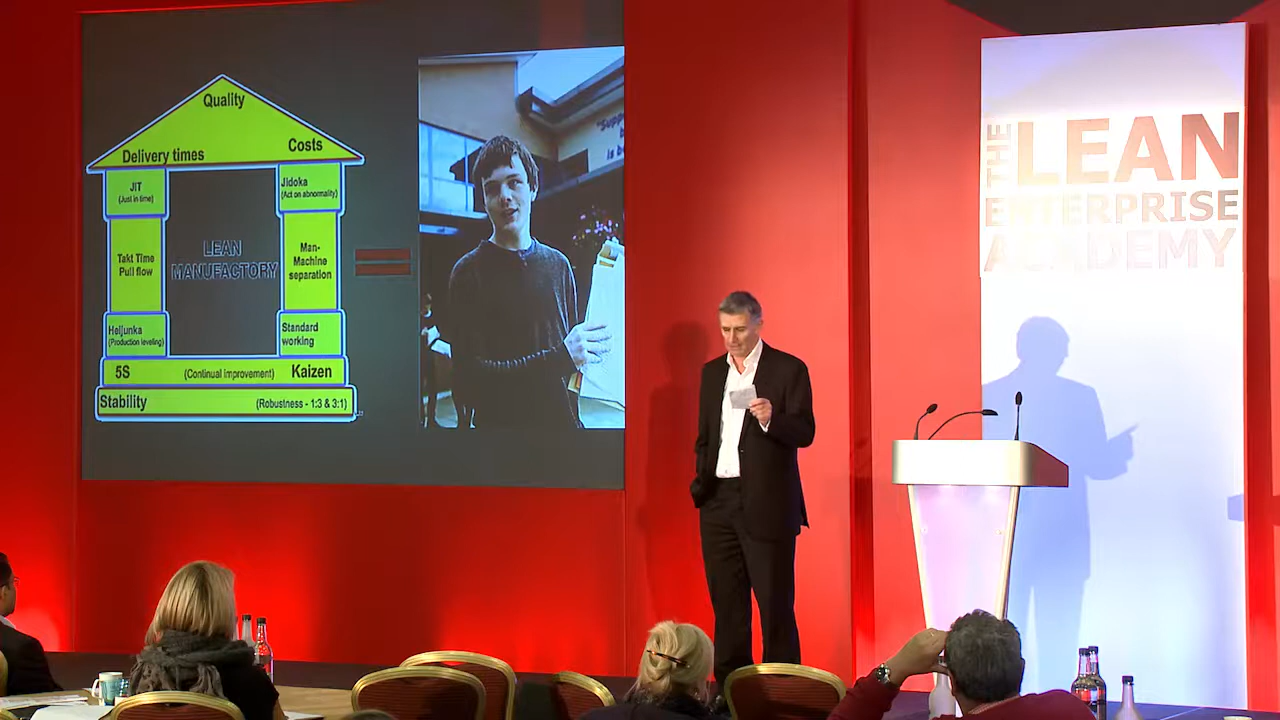 Quality
Delivery times
Costs
JIT
(Just in time)
Jidoka
(Act on abnormality)
Takt Time
Pull flow
LEAN
MANUFACTORY
Man-
Machine
separation
Heijunka
(Production leveling)
Standard
working
5S (Continual improvement) Kaizen
Stability (Robustness - 1:3 & 3:1)
THE LEAN
ENTERPRISE
ACADEMY